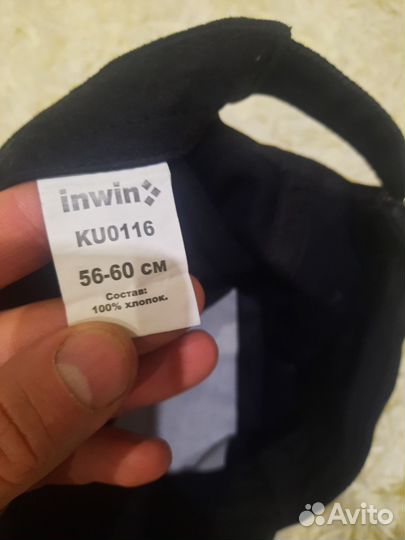 inwin
KU0116
56-60 см
Состав:
100% хлопок.
Avito